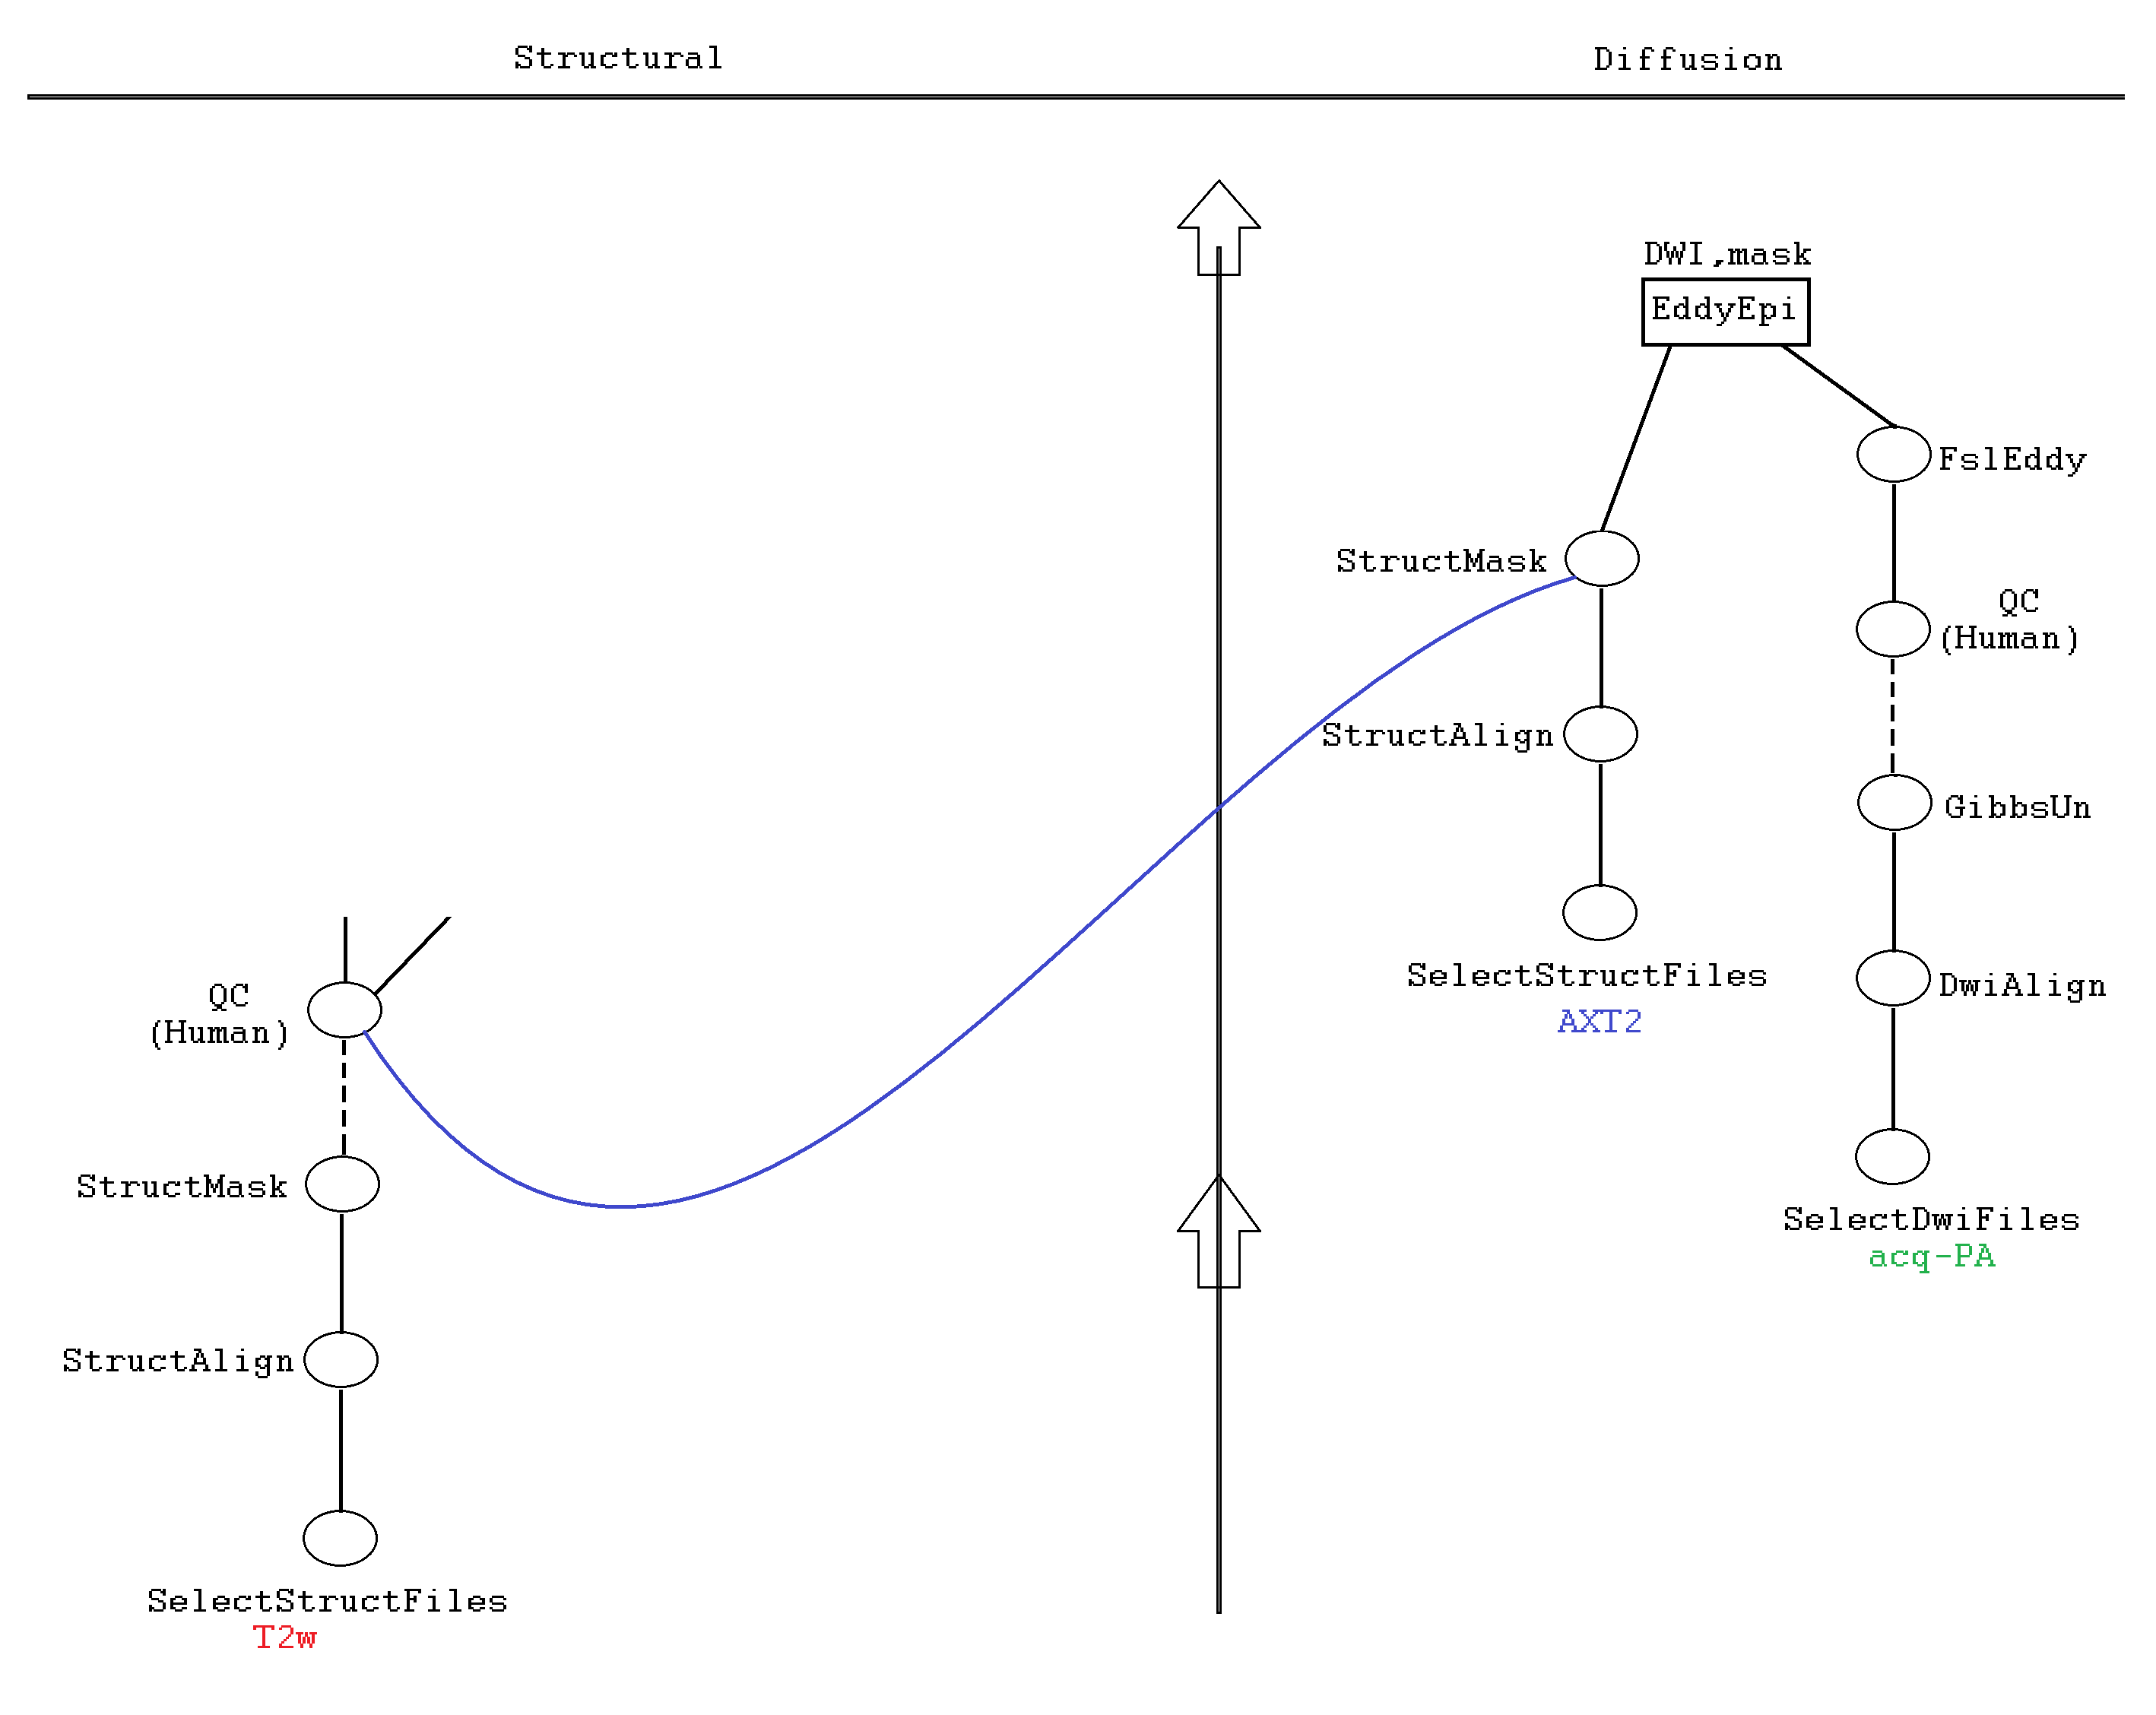 Structural
Diffusion
DWI,mask
EddyEpi
FslEddy
StructMask
QC
(Human)
StructAlign
GibbsUn
SelectStructFiles
AXT2
DwiAlign
QC
(Human)
StructMask
SelectDwiFiles
acq-PA
StructAlign
SelectStructFiles
T2w